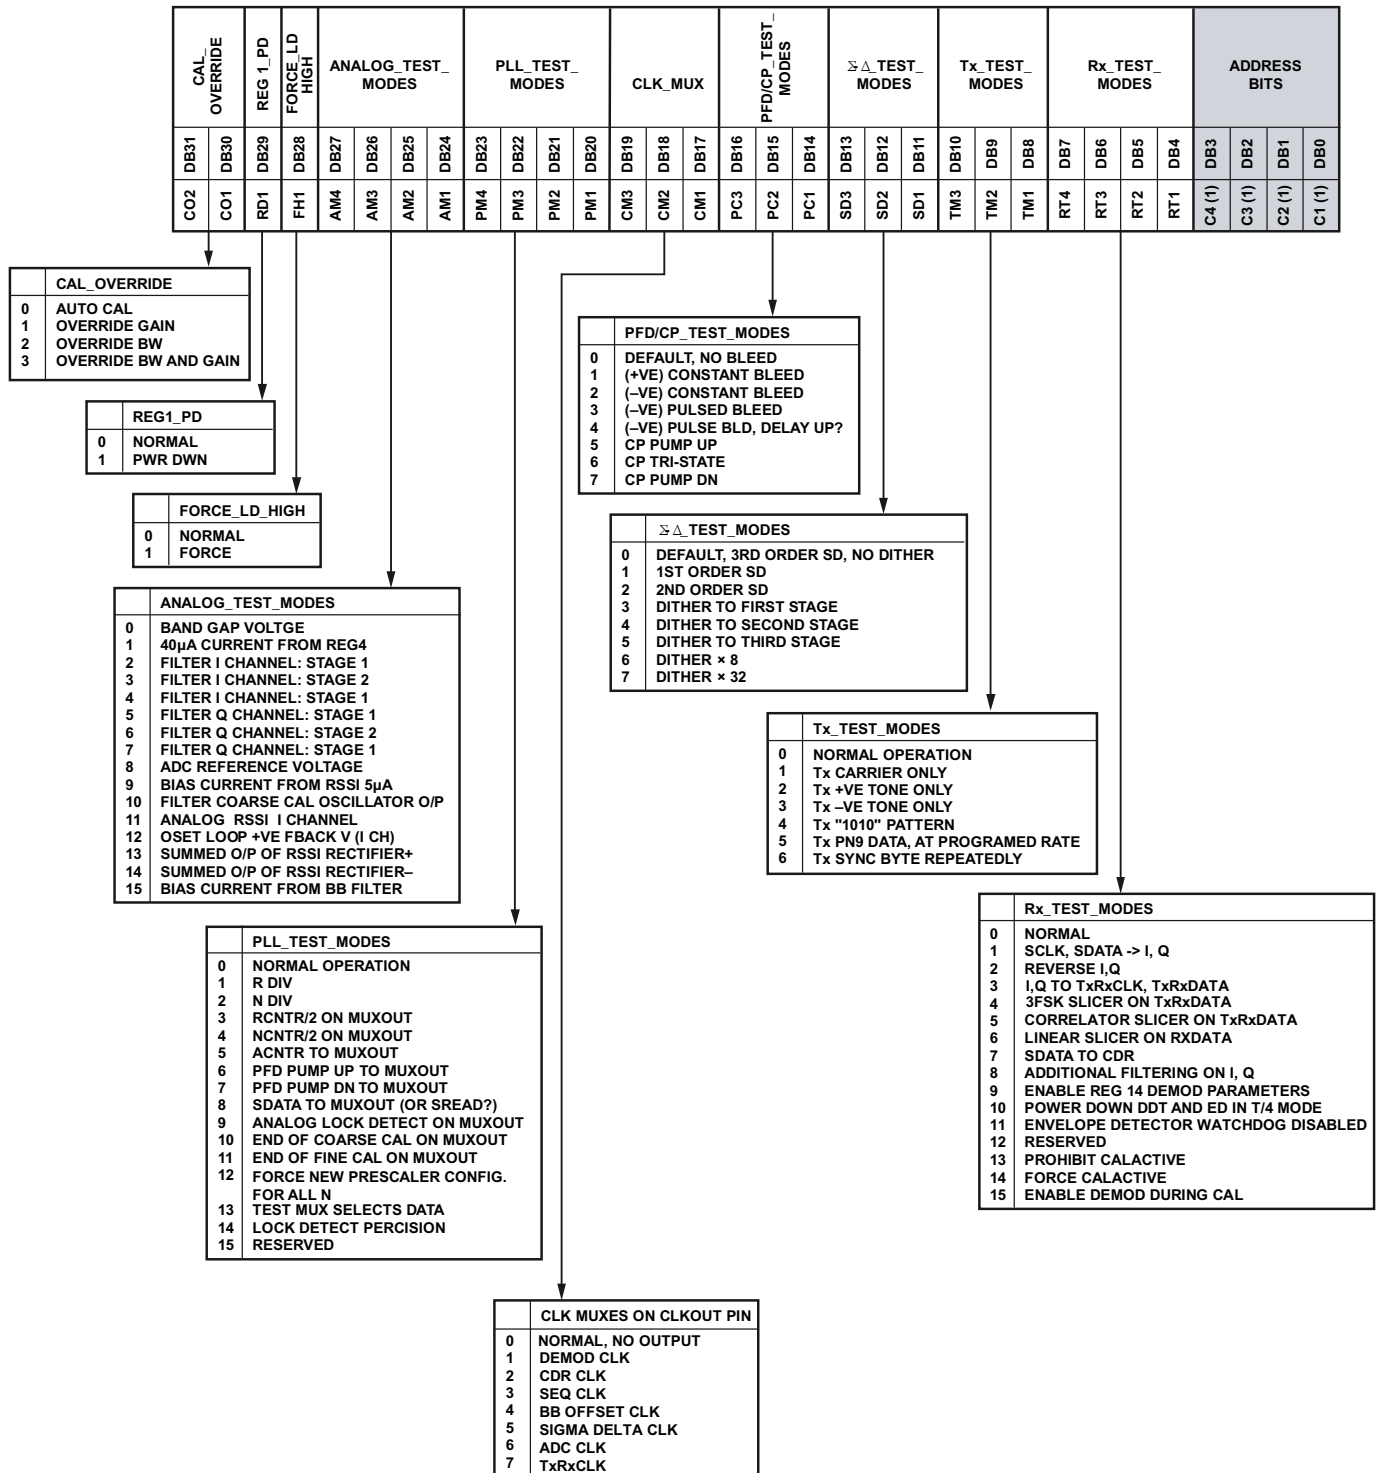 CAL_
OVERRIDE
REG 1_PD
FORCE_LD
HIGH
ANALOG_TEST_
MODES
PLL_TEST_
MODES
CLK_MUX
PFD/CP_TEST_
MODES
ΣΔ_TEST_
MODES
Tx_TEST_
MODES
Rx_TEST_
MODES
ADDRESS
BITS
DB31 DB30 DB29 DB28 DB27 DB26 DB25 DB24 DB23 DB22 DB21 DB20 DB19 DB18 DB17 DB16 DB15 DB14 DB13 DB12 DB11 DB10 DB9 DB8 DB7 DB6 DB5 DB4 DB3 DB2 DB1 DB0
CO2 CO1 RD1 FH1 AM4 AM3 AM2 AM1 PM4 PM3 PM2 PM1 CM3 CM2 CM1 PC3 PC2 PC1 SD3 SD2 SD1 TM3 TM2 TM1 RT4 RT3 RT2 RT1 C4 (1) C3 (1) C2 (1) C1 (1)
CAL_OVERRIDE
0 AUTO CAL
1 OVERRIDE GAIN
2 OVERRIDE BW
3 OVERRIDE BW AND GAIN
REG1_PD
0 NORMAL
1 PWR DWN
FORCE_LD_HIGH
0 NORMAL
1 FORCE
ANALOG_TEST_MODES
0 BAND GAP VOLTGE
1 40µA CURRENT FROM REG4
2 FILTER I CHANNEL: STAGE 1
3 FILTER I CHANNEL: STAGE 2
4 FILTER I CHANNEL: STAGE 1
5 FILTER Q CHANNEL: STAGE 1
6 FILTER Q CHANNEL: STAGE 2
7 FILTER Q CHANNEL: STAGE 1
8 ADC REFERENCE VOLTAGE
9 BIAS CURRENT FROM RSSI 5µA
10 FILTER COARSE CAL OSCILLATOR O/P
11 ANALOG RSSI I CHANNEL
12 OSET LOOP +VE FBACK V (I CH)
13 SUMMED O/P OF RSSI RECTIFIER+
14 SUMMED O/P OF RSSI RECTIFIER–
15 BIAS CURRENT FROM BB FILTER
PLL_TEST_MODES
0 NORMAL OPERATION
1 R DIV
2 N DIV
3 RCNTR/2 ON MUXOUT
4 NCNTR/2 ON MUXOUT
5 ACNTR TO MUXOUT
6 PFD PUMP UP TO MUXOUT
7 PFD PUMP DN TO MUXOUT
8 SDATA TO MUXOUT (OR SREAD?)
9 ANALOG LOCK DETECT ON MUXOUT
10 END OF COARSE CAL ON MUXOUT
11 END OF FINE CAL ON MUXOUT
12 FORCE NEW PRESCALER CONFIG.
FOR ALL N
13 TEST MUX SELECTS DATA
14 LOCK DETECT PERCISION
15 RESERVED
CLK MUXES ON CLKOUT PIN
0 NORMAL, NO OUTPUT
1 DEMOD CLK
2 CDR CLK
3 SEQ CLK
4 BB OFFSET CLK
5 SIGMA DELTA CLK
6 ADC CLK
7 TxRxCLK
PFD/CP_TEST_MODES
0 DEFAULT, NO BLEED
1 (+VE) CONSTANT BLEED
2 (–VE) CONSTANT BLEED
3 (–VE) PULSED BLEED
4 (–VE) PULSE BLD, DELAY UP?
5 CP PUMP UP
6 CP TRI-STATE
7 CP PUMP DN
ΣΔ_TEST_MODES
0 DEFAULT, 3RD ORDER SD, NO DITHER
1 1ST ORDER SD
2 2ND ORDER SD
3 DITHER TO FIRST STAGE
4 DITHER TO SECOND STAGE
5 DITHER TO THIRD STAGE
6 DITHER × 8
7 DITHER × 32
Tx_TEST_MODES
0 NORMAL OPERATION
1 Tx CARRIER ONLY
2 Tx +VE TONE ONLY
3 Tx –VE TONE ONLY
4 Tx "1010" PATTERN
5 Tx PN9 DATA, AT PROGRAMED RATE
6 Tx SYNC BYTE REPEATEDLY
Rx_TEST_MODES
0 NORMAL
1 SCLK, SDATA -> I, Q
2 REVERSE I,Q
3 I,Q TO TxRxCLK, TxRxDATA
4 3FSK SLICER ON TxRxDATA
5 CORRELATOR SLICER ON TxRxDATA
6 LINEAR SLICER ON RXDATA
7 SDATA TO CDR
8 ADDITIONAL FILTERING ON I, Q
9 ENABLE REG 14 DEMOD PARAMETERS
10 POWER DOWN DDT AND ED IN T/4 MODE
11 ENVELOPE DETECTOR WATCHDOG DISABLED
12 RESERVED
13 PROHIBIT CALACTIVE
14 FORCE CALACTIVE
15 ENABLE DEMOD DURING CAL